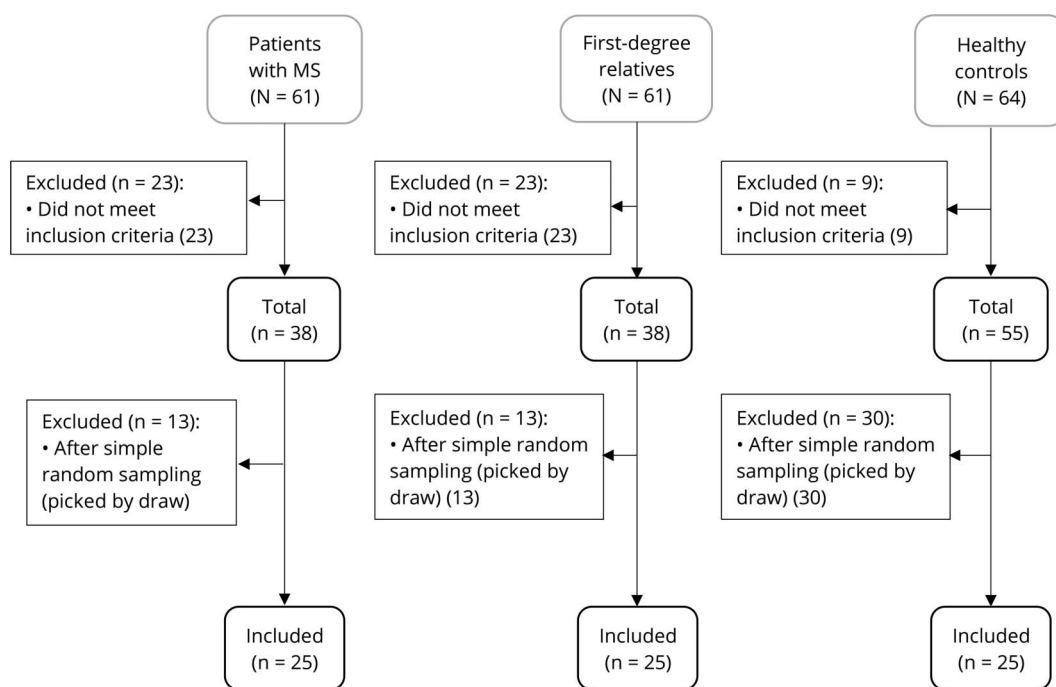 Patients
with MS
(N = 61)
First-degree
relatives
(N = 61)
Healthy
controls
(N = 64)
Excluded (n = 23):
• Did not meet
inclusion criteria (23)
Excluded (n = 23):
• Did not meet
inclusion criteria (23)
Excluded (n = 9):
• Did not meet
inclusion criteria (9)
Total
(n = 38)
Total
(n = 38)
Total
(n = 55)
Excluded (n = 13):
• After simple
random sampling
(picked by draw)
Excluded (n = 13):
• After simple random
sampling (picked by
draw) (13)
Excluded (n = 30):
• After simple random
sampling (picked by
draw) (30)
Included
(n = 25)
Included
(n = 25)
Included
(n = 25)